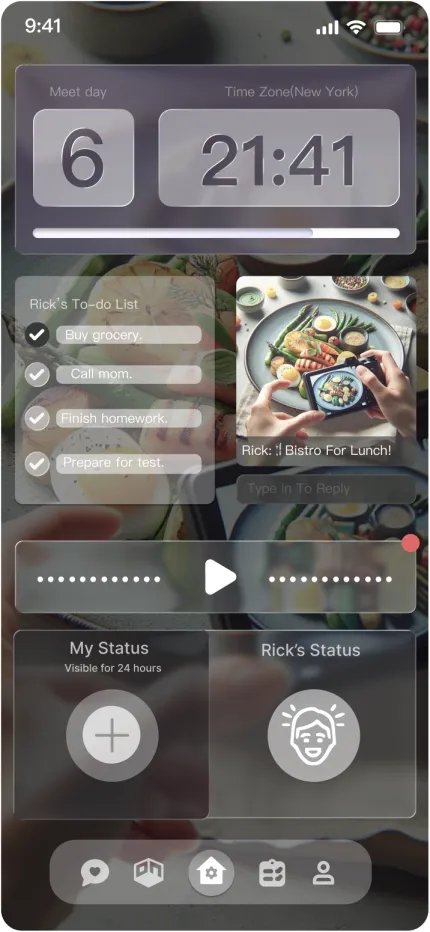 9:41
Meet day
Time Zone(New York)
6
21:41
Rick's To-do List
Buy grocery.
Call mom.
Finish homework.
Prepare for test.
Rick: 🍴Bistro For Lunch!
Type in To Reply
My Status
Visible for 24 hours
Rick's Status